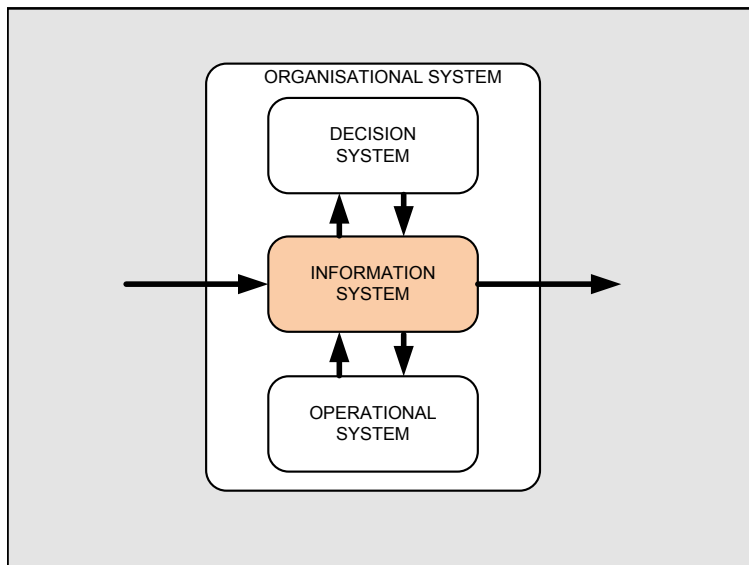 ORGANISATIONAL SYSTEM
DECISION
SYSTEM
INFORMATION
SYSTEM
OPERATIONAL
SYSTEM